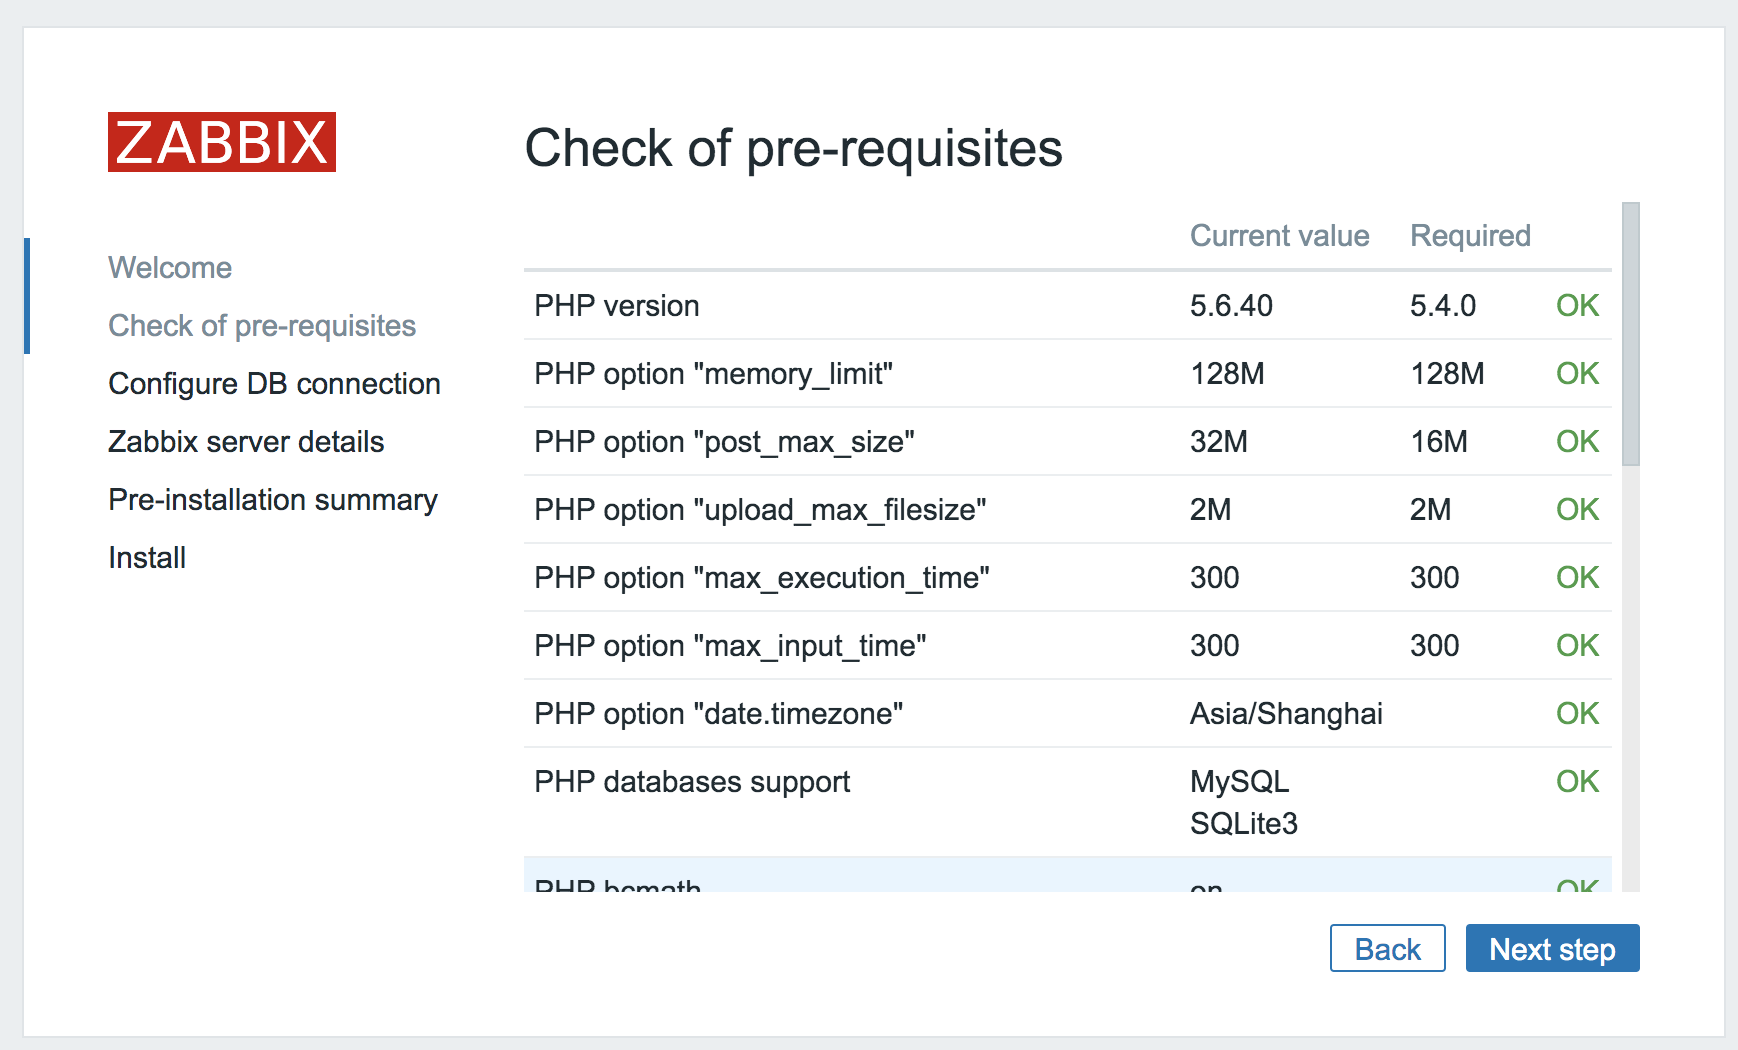 ZABBIX
Check of pre-requisites
Welcome
Check of pre-requisites
Configure DB connection
Zabbix server details
Pre-installation summary
Install
Current value Required
PHP version 5.6.40 5.4.0 OK
PHP option "memory_limit" 128M 128M OK
PHP option "post_max_size" 32M 16M OK
PHP option "upload_max_filesize" 2M 2M OK
PHP option "max_execution_time" 300 300 OK
PHP option "max_input_time" 300 300 OK
PHP option "date.timezone" Asia/Shanghai OK
PHP databases support MySQL OK
SQLite3
PHP bcmath on OK
Back Next step